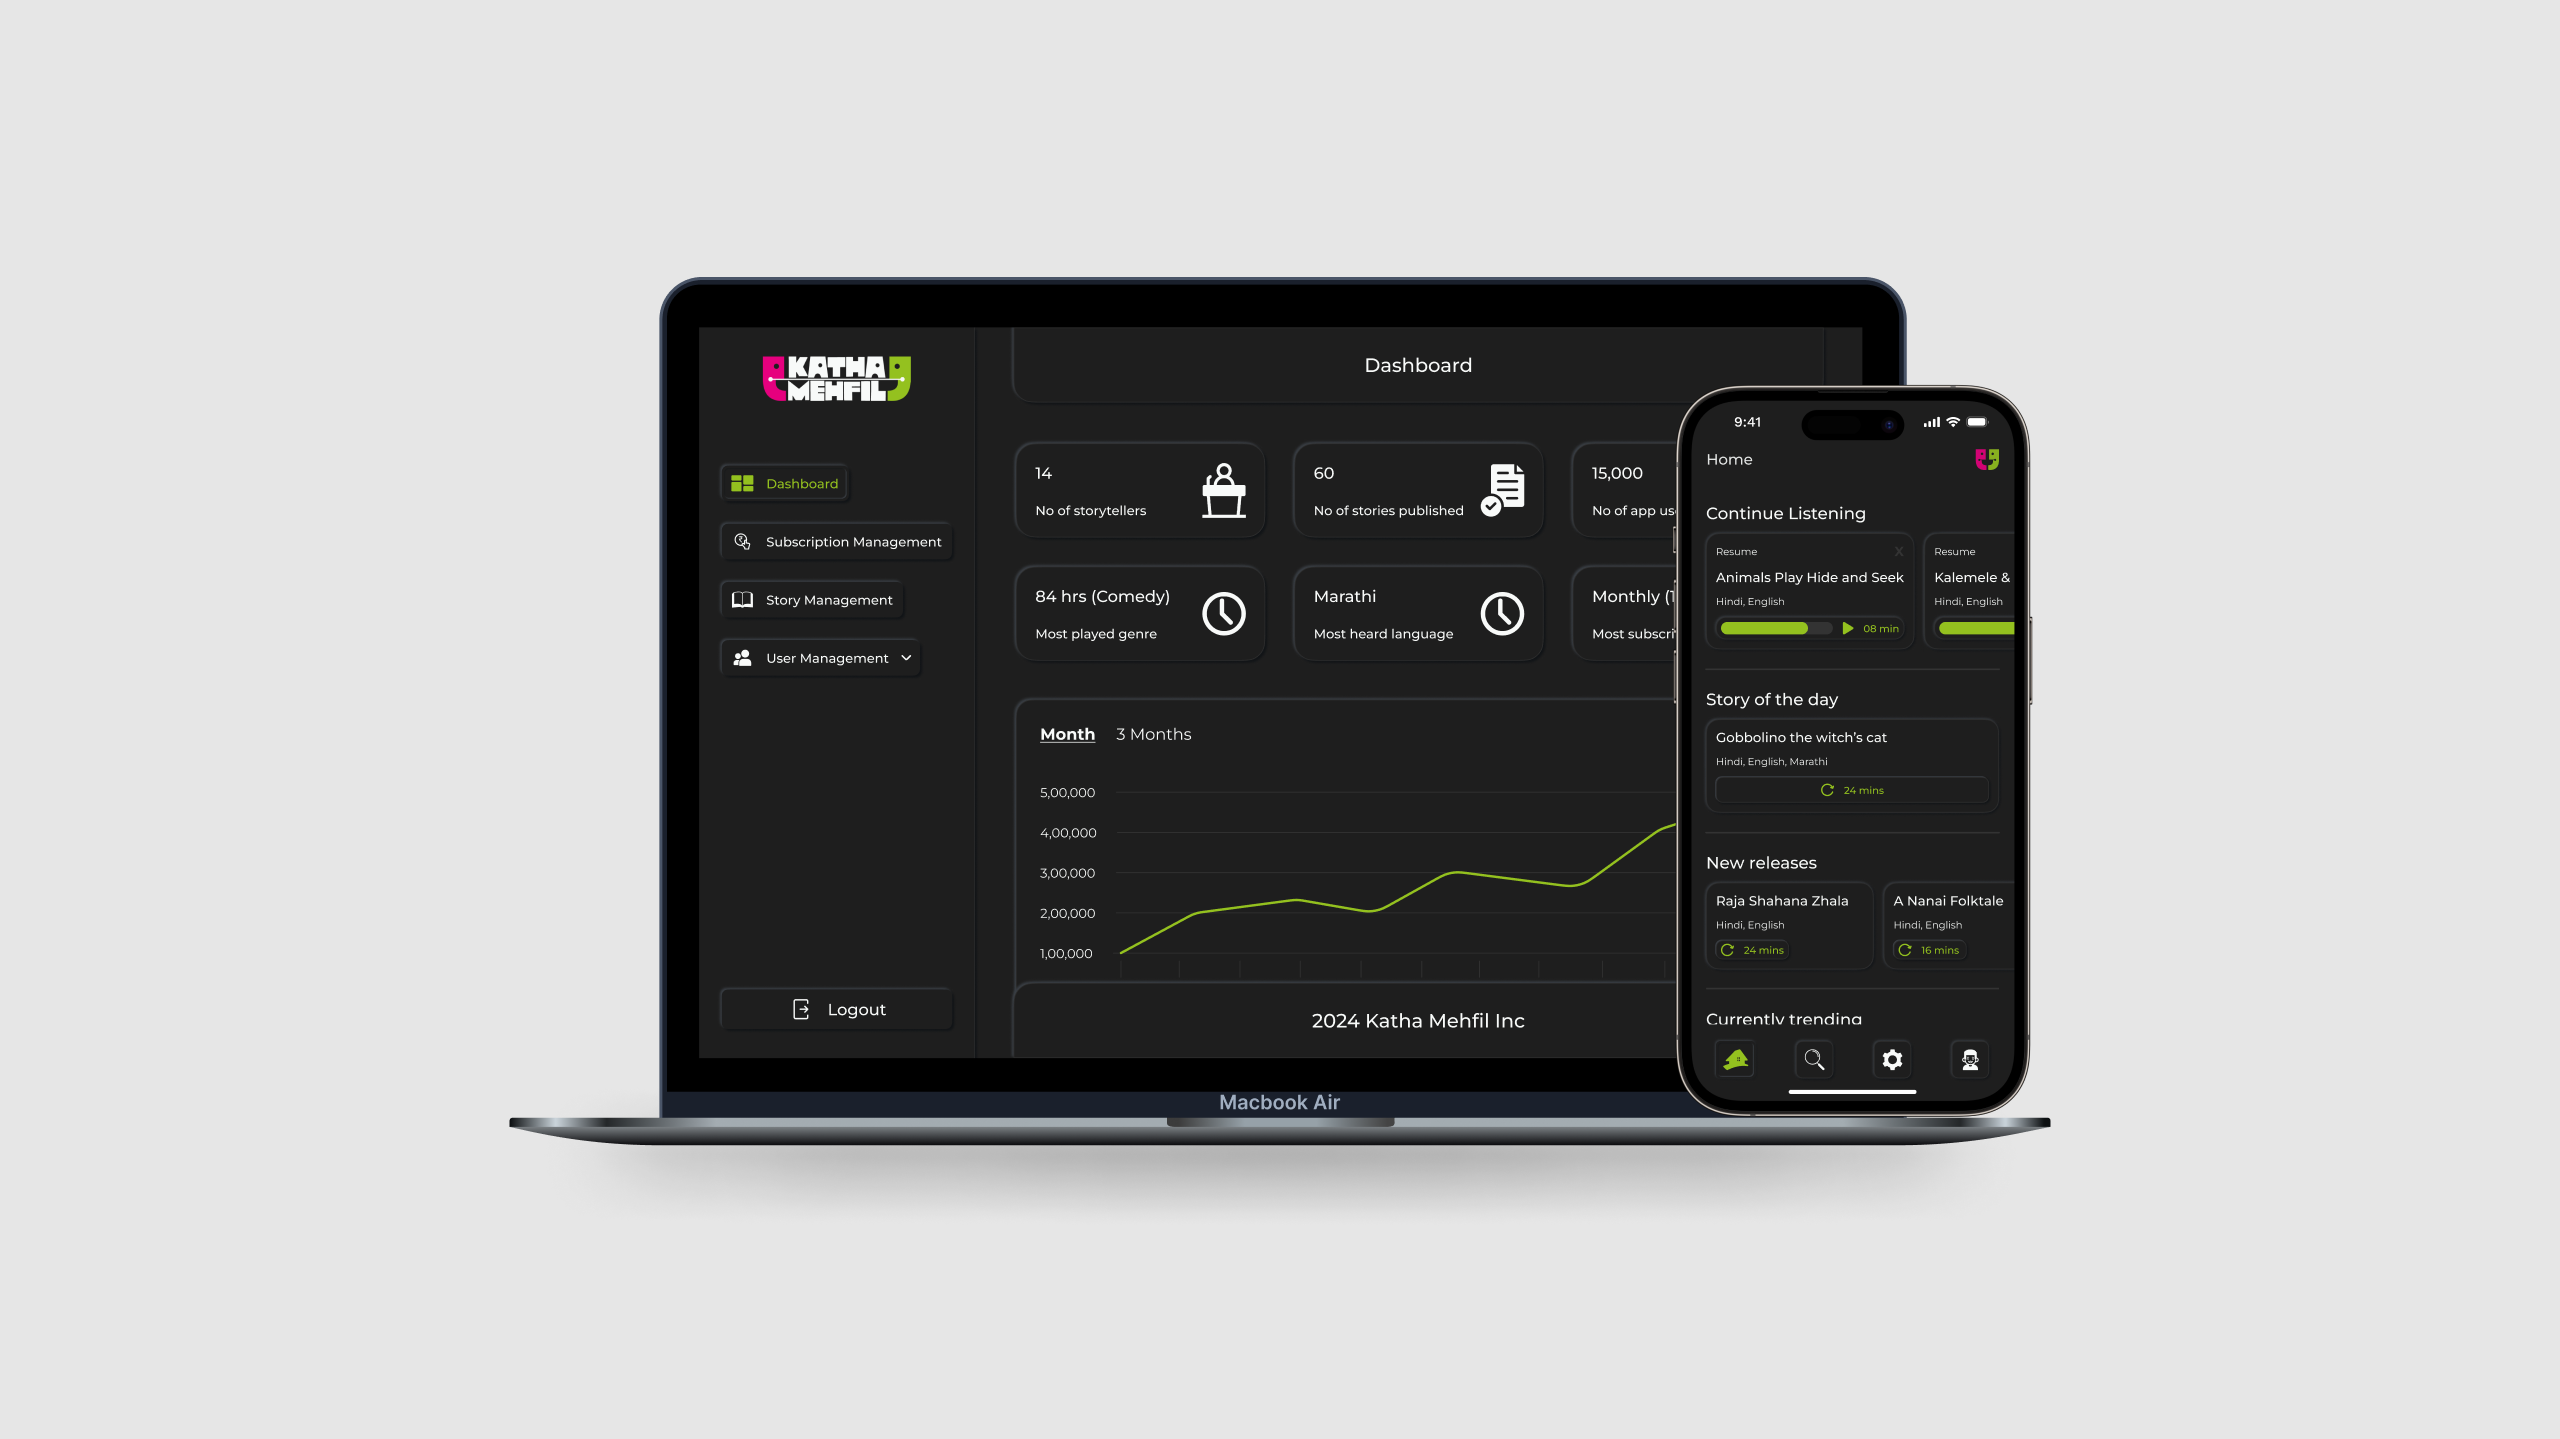 KATHA
MEHFIL
Dashboard
Subscription Management
Story Management
User Management
Logout
Dashboard
14
No of storytellers
60
No of stories published
15,000
No of app
84 hrs (Comedy)
Most played genre
Marathi
Most heard language
Monthly
Most
Month
3 Months
5,00,000
4,00,000
3,00,000
2,00,000
1,00,000
2024 Katha Mehfil Inc
Macbook Air
9:41
Home
Continue Listening
Resume
X
Animals Play Hide and Seek
Hindi, English
08 min
Resume
Kalemele &
Hindi, English
Story of the day
Gobbolino the witch's cat
Hindi, English, Marathi
24 mins
New releases
Raja Shahana Zhala
Hindi, English
24 mins
A Nanai Folktale
Hindi, English
16 mins
Currently trending